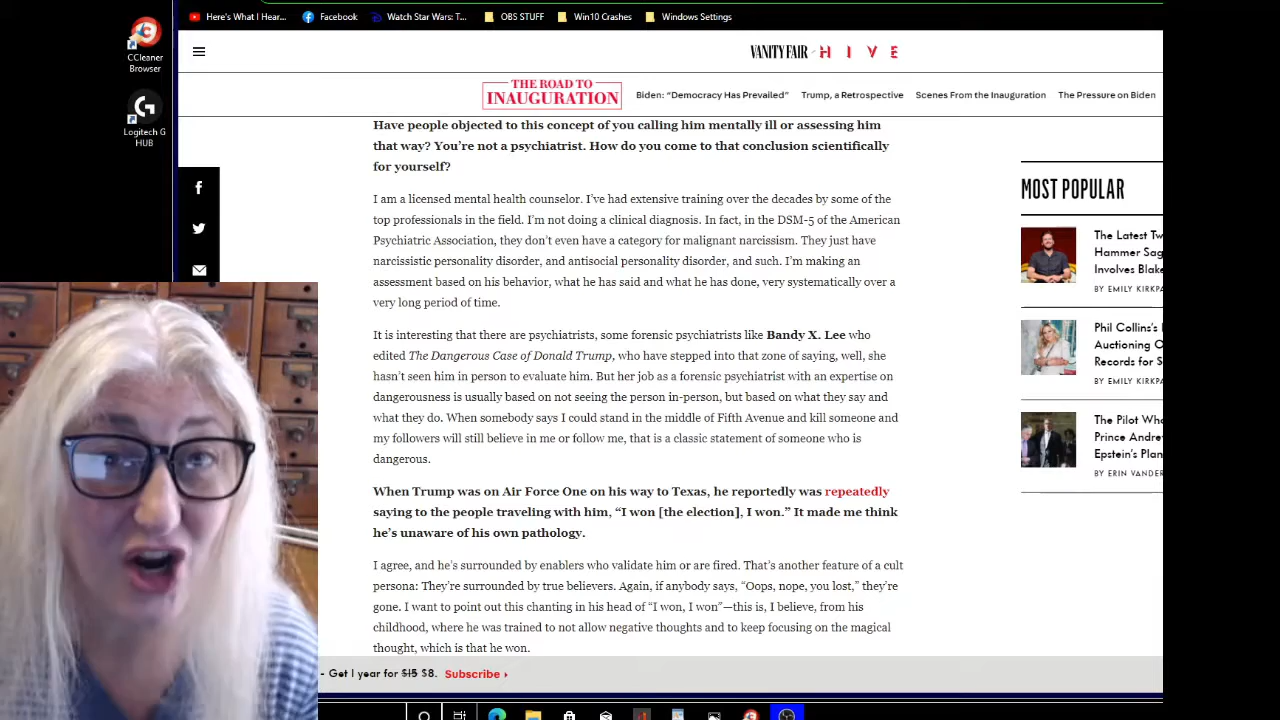 Here's What I Hear...
Facebook
Watch Star Wars: T...
OBS STUFF
Win10 Crashes
Windows Settings
CCleaner
Browser
Logitech G
HUB
VANITY FAIR HIVE
THE ROAD TO
INAUGURATION
Biden: “Democracy Has Prevailed”
Trump, a Retrospective
Scenes From the Inauguration
The Pressure on Biden
Have people objected to this concept of you calling him mentally ill or assessing him
that way? You’re not a psychiatrist. How do you come to that conclusion scientifically
for yourself?
I am a licensed mental health counselor. I’ve had extensive training over the decades by some of the
top professionals in the field. I’m not doing a clinical diagnosis. In fact, in the DSM-5 of the American
Psychiatric Association, they don’t even have a category for malignant narcissism. They just have
narcissistic personality disorder, and antisocial personality disorder, and such. I’m making an
assessment based on his behavior, what he has said and what he has done, very systematically over a
very long period of time.
It is interesting that there are psychiatrists, some forensic psychiatrists like Bandy X. Lee who
edited The Dangerous Case of Donald Trump, who have stepped into that zone of saying, well, she
hasn’t seen him in person to evaluate him. But her job as a forensic psychiatrist with an expertise on
dangerousness is usually based on not seeing the person in-person, but based on what they say and
what they do. When somebody says I could stand in the middle of Fifth Avenue and kill someone and
my followers will still believe in me or follow me, that is a classic statement of someone who is
dangerous.
When Trump was on Air Force One on his way to Texas, he reportedly was repeatedly
saying to the people traveling with him, “I won [the election], I won.” It made me think
he’s unaware of his own pathology.
I agree, and he’s surrounded by enablers who validate him or are fired. That’s another feature of a cult
persona: They’re surrounded by true believers. Again, if anybody says, “Oops, nope, you lost,” they’re
gone. I want to point out this chanting in his head of “I won, I won”—this is, I believe, from his
childhood, where he was trained to not allow negative thoughts and to keep focusing on the magical
thought, which is that he won.
MOST POPULAR
The Latest Tw
Hammer Sag
Involves Blake
BY EMILY KIRKPA
Phil Collins’s
Auctioning O
Records for $
BY EMILY KIRKPA
The Pilot Who
Prince Andre
Epstein’s Plan
BY ERIN VANDER
- Get 1 year for $15 $8. Subscribe ›